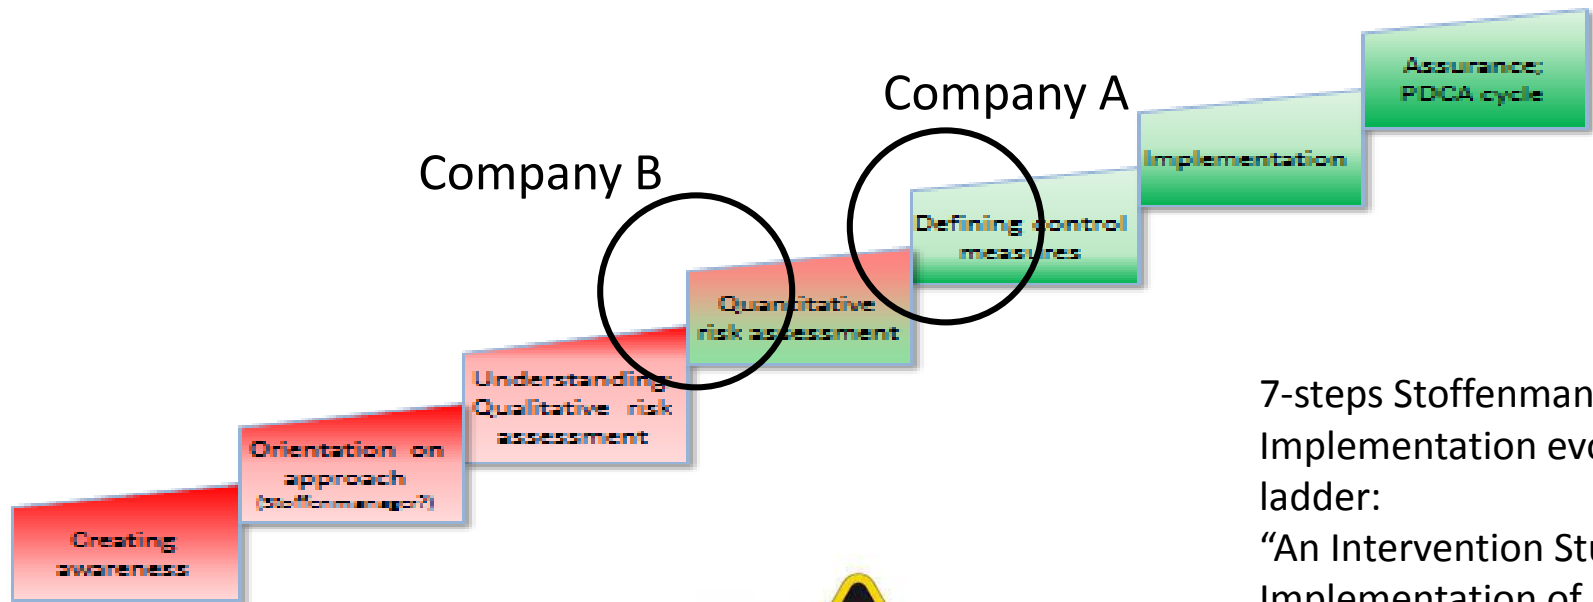 Creating
awareness
Orientation on
approach
(Stoffenmanager?)
Understanding:
Qualitative risk
assessment
Company B
Quantitative
risk assessment
Company A
Defining control
measures
Implementation
Assurance;
PDCA cycle
7-steps Stoffenman
Implementation evo
ladder:
“An Intervention Stu
Implementation of